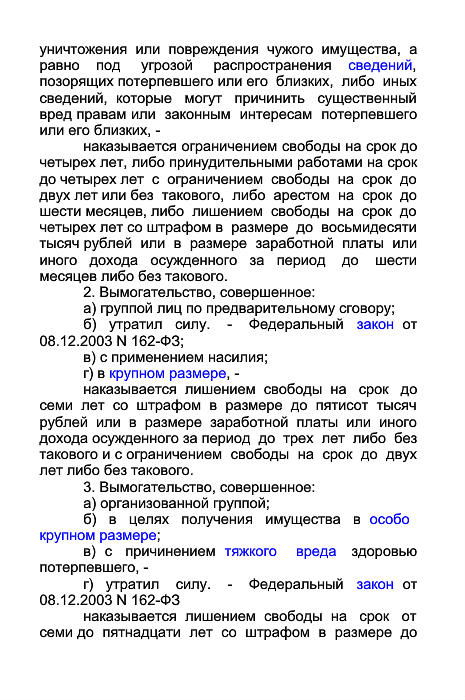 уничтожения или повреждения чужого имущества, а
равно под угрозой распространения сведений,
позорящих потерпевшего или его близких, либо иных
сведений, которые могут причинить существенный
вред правам или законным интересам потерпевшего
или его близких, -
наказывается ограничением свободы на срок до
четырех лет, либо принудительными работами на срок
до четырех лет с ограничением свободы на срок до
двух лет или без такового, либо арестом на срок до
шести месяцев, либо лишением свободы на срок до
четырех лет со штрафом в размере до восьмидесяти
тысяч рублей или в размере заработной платы или
иного дохода осужденного за период до шести
месяцев либо без такового.
2. Вымогательство, совершенное:
а) группой лиц по предварительному сговору;
б) утратил силу. - Федеральный закон от
08.12.2003 N 162-ФЗ;
в) с применением насилия;
г) в крупном размере, -
наказывается лишением свободы на срок до
семи лет со штрафом в размере до пятисот тысяч
рублей или в размере заработной платы или иного
дохода осужденного за период до трех лет либо без
такового и с ограничением свободы на срок до двух
лет либо без такового.
3. Вымогательство, совершенное:
а) организованной группой;
б) в целях получения имущества в особо
крупном размере;
в) с причинением тяжкого вреда здоровью
потерпевшего, -
г) утратил силу. - Федеральный закон от
08.12.2003 N 162-ФЗ
наказывается лишением свободы на срок от
семи до пятнадцати лет со штрафом в размере до